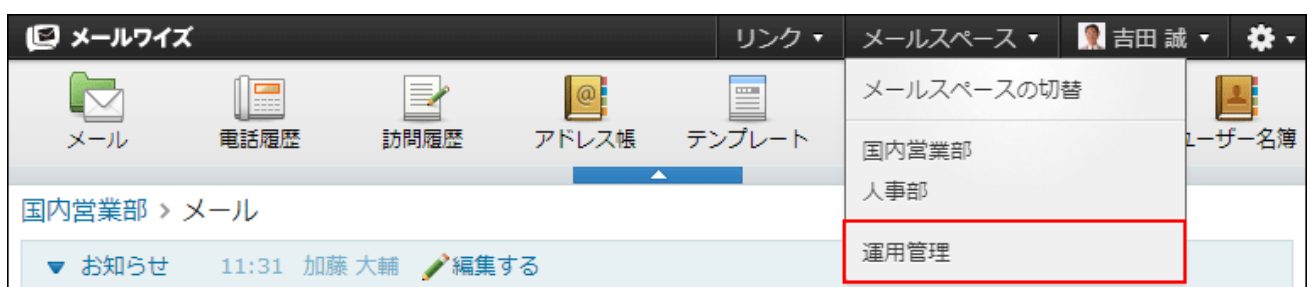 メールワイズ リンク メールスペース 吉田 誠
メール 電話履歴 訪問履歴 アドレス帳 テンプレート ユーザー名簿
メールスペースの切替
国内営業部
人事部
運用管理
国内営業部 > メール
お知らせ 11:31 加藤 大輔 編集する